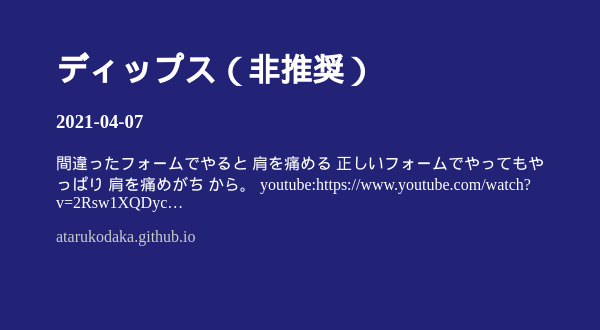 ディップス（非推奨）
2021-04-07
間違ったフォームでやると 肩を痛める 正しいフォームでやってもや
っぱり 肩を痛めがち から。 youtube:https://www.youtube.com/watch?
v=2Rsw1XQDyc…
atarukodaka.github.io